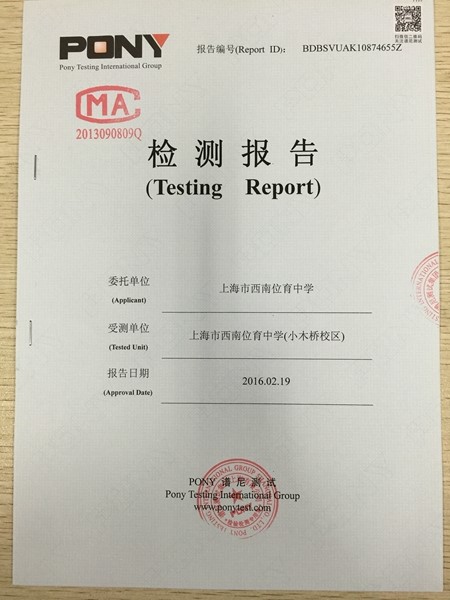 PONY
Pony Testing International Group
报告编号(Report ID): BDBSVUAK10874655Z
MA
2013090809Q
检测报告
(Testing Report)
委托单位
(Applicant)
上海市西南位育中学
受测单位
(Tested Unit)
上海市西南位育中学(小木桥校区)
报告日期
(Approval Date)
2016.02.19
PONY 谱尼测试
Pony Testing International Group
www.ponytest.com